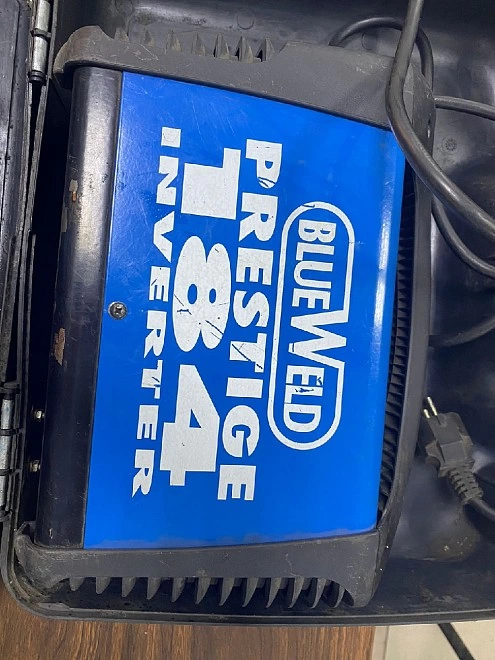 BLUEWELD
PRESTIGE
184
INVERTER